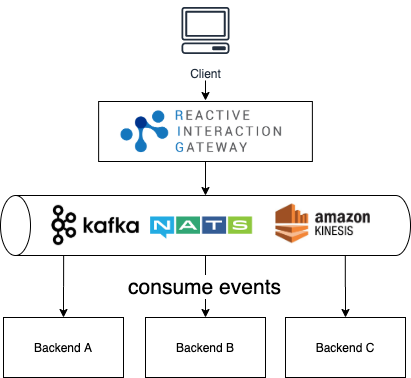 Client
REACTIVE
INTERACTION
GATEWAY
kafka
NATS
amazon
KINESIS
consume events
Backend A
Backend B
Backend C